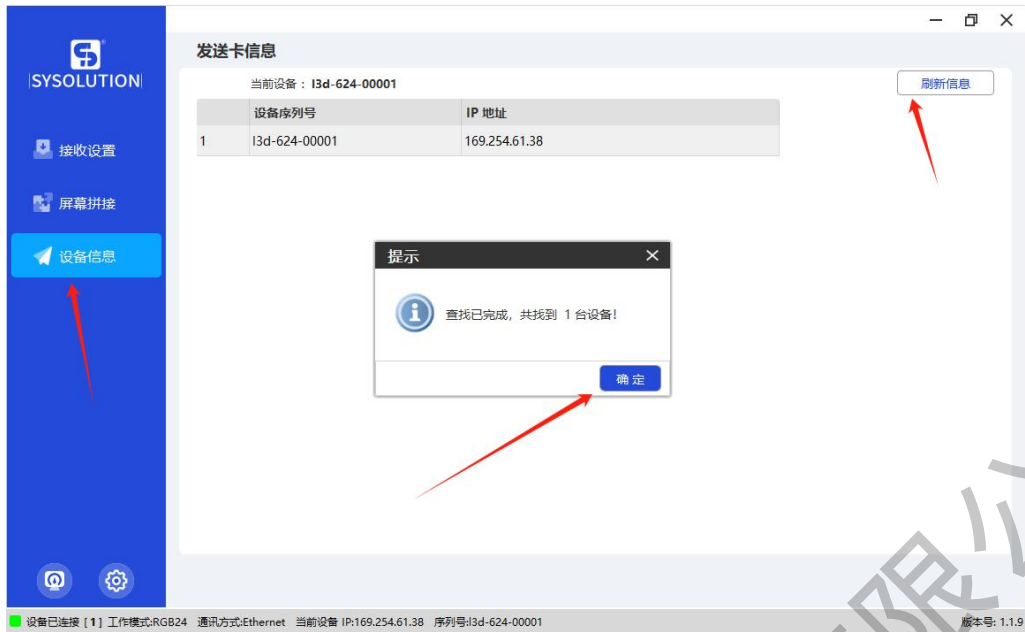 SYSOLUTION
接收设置
屏幕拼接
设备信息
发送卡信息
当前设备： l3d-624-00001
刷新信息
设备序列号 IP 地址
1 l3d-624-00001 169.254.61.38
提示
查找已完成，共找到 1 台设备!
确 定
设备已连接 [ 1 ] 工作模式:RGB24 通讯方式:Ethernet 当前设备 IP:169.254.61.38 序列号:l3d-624-00001
版本号: 1.1.9
限公